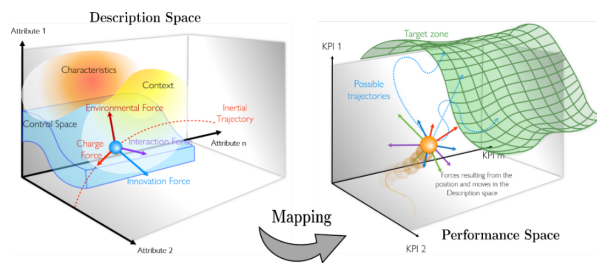 Description Space
Attribute 1
Characteristics
Context
Environmental Force
Inertial
Trajectory
Control Space
Charge
Force
Interaction Force
Attribute n
Innovation Force
Attribute 2
Mapping
KPI 1
Target zone
Possible
trajectories
KPI m
Forces resulting from the
position and moves in the
Description space
KPI 2
Performance Space